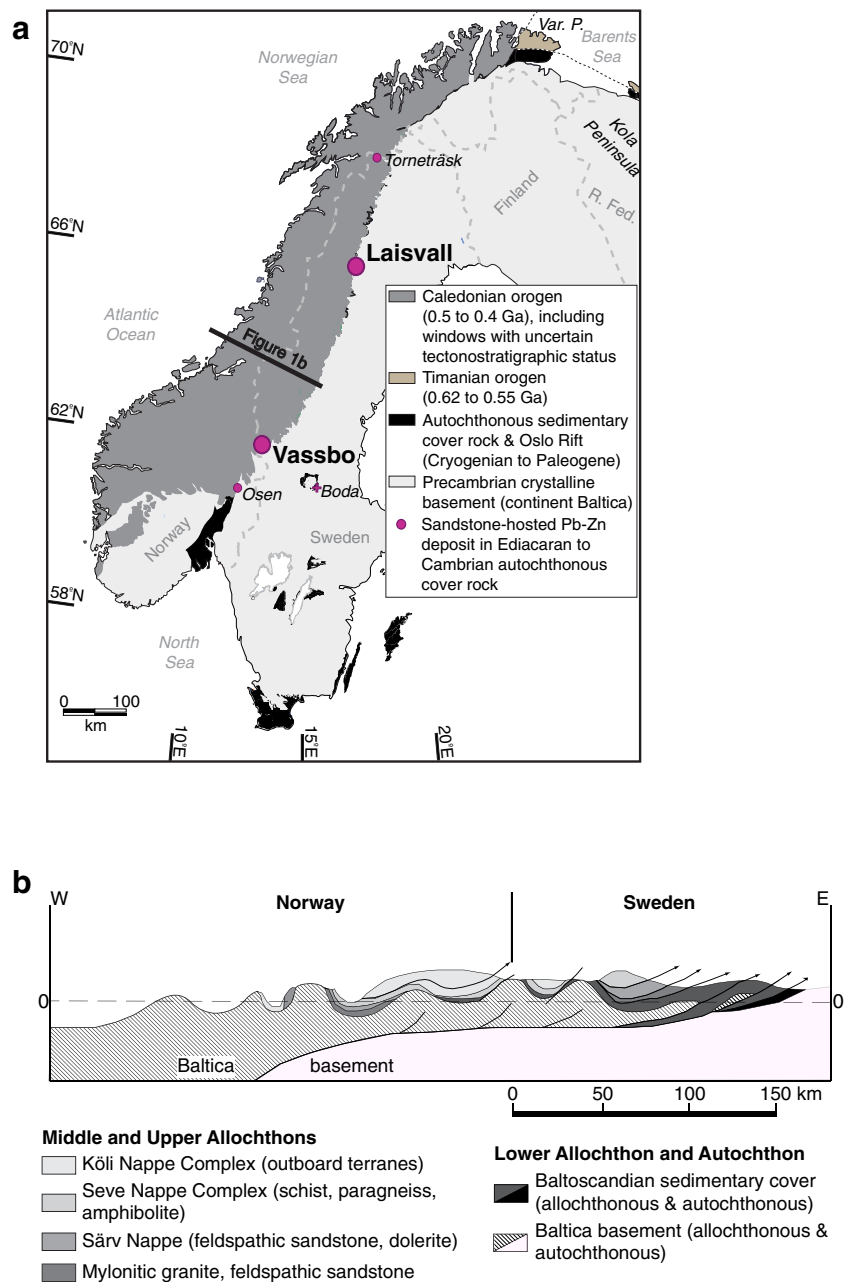 a
70°N
66°N
62°N
58°N
Norwegian
Sea
Var. P.
Barents
Sea
Kola
Peninsula
Torneträsk
Finland
R. Fed.
Laisvall
Atlantic
Ocean
Figure 1b
Vassbo
Osen
Boda
Norway
Sweden
North
Sea
Caledonian orogen
(0.5 to 0.4 Ga), including
windows with uncertain
tectonostratigraphic status
Timanian orogen
(0.62 to 0.55 Ga)
Autochthonous sedimentary
cover rock & Oslo Rift
(Cryogenian to Paleogene)
Precambrian crystalline
basement (continent Baltica)
Sandstone-hosted Pb-Zn
deposit in Ediacaran to
Cambrian autochthonous
cover rock
0 100
km
10°E
15°E
20°E
b
W
Norway
Sweden
E
0
0
Baltica basement
0 50 100 150 km
Middle and Upper Allochthons
Köli Nappe Complex (outboard terranes)
Seve Nappe Complex (schist, paragneiss,
amphibolite)
Särv Nappe (feldspathic sandstone, dolerite)
Mylonitic granite, feldspathic sandstone
Lower Allochthon and Autochthon
Baltoscandian sedimentary cover
(allochthonous & autochthonous)
Baltica basement (allochthonous &
autochthonous)